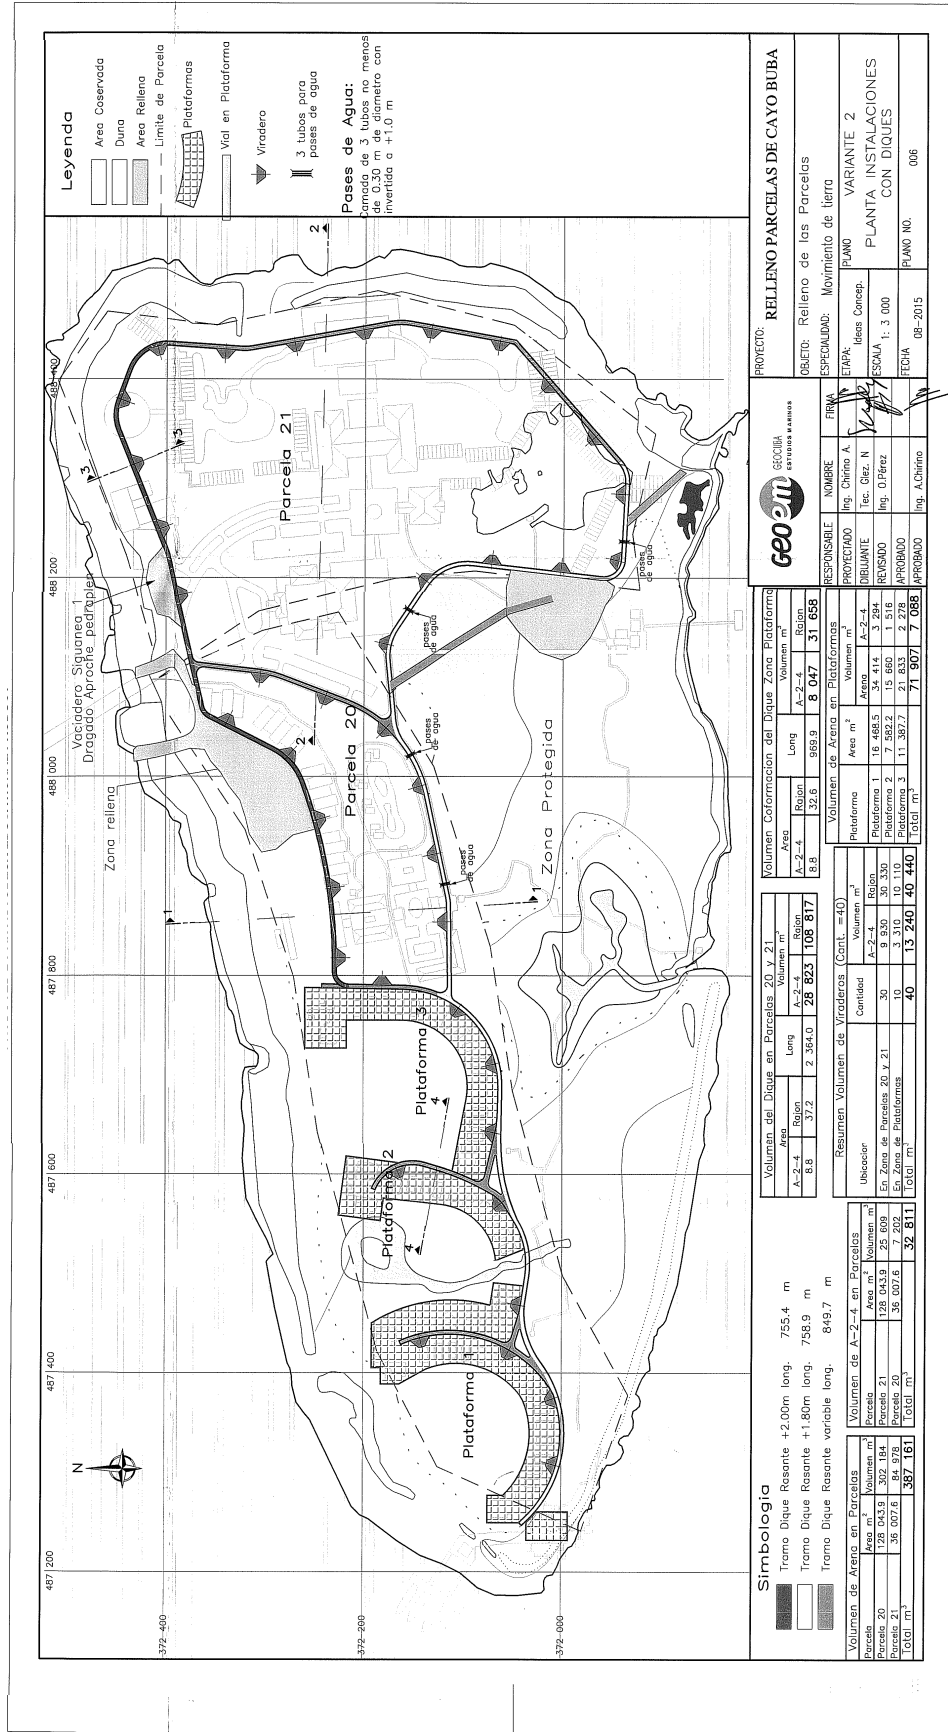 Leyenda
Area Coservada
Duna
Area Rellena
Limite de Parcela
Plataformas
Vial en Plataforma
Viradero
3 tubos para
pases de agua
Pases de Agua:
Camada de 3 tubos no menos
de 0.30 m de diametro con
invertida a +1.0 m
N
487 200
487 400
487 600
487 800
488 000
488 200
488 400
372 400
372 200
372 000
Vaciadero Siguanea 1
Dragado Aproche pedraplen
Zona rellena
Parcela 21
Parcela 20
Zona Protegida
Plataforma 3
Plataforma 2
Plataforma 1
pases
de agua
pases
de agua
pases
de agua
pases
de agua
1
1
2
2
3
3
4
4
Simbologia
Tramo Dique Rasante +2.00m long. 755.4 m
Tramo Dique Rasante +1.80m long. 758.9 m
Tramo Dique Rasante variable long. 849.7 m
Volumen de Arena en Parcelas
Parcela Area m² Volumen m³
Parcela 20 128 043.9 302 184
Parcela 21 36 007.6 84 978
Total m³ 387 161
Volumen de A-2-4 en Parcelas
Parcela Area m² Volumen m³
Parcela 21 128 043.9 25 609
Parcela 20 36 007.6 7 202
Total m³ 32 811
Volumen del Dique en Parcelas 20 y 21
Area Long Volumen m³
A-2-4 Rajon A-2-4 Rajon
8.8 37.2 2 364.0 28 823 108 817
Resumen Volumen de Viraderos (Cant. =40)
Ubicacion Cantidad Volumen m³
A-2-4 Rajon
En Zona de Parcelas 20 y 21 30 9 930 30 330
En Zona de Plataformas 10 3 310 10 110
Total m³ 40 13 240 40 440
Volumen Coformacion del Dique Zona Plataforma
Area Long Volumen m³
A-2-4 Rajon A-2-4 Rajon
8.8 32.6 969.9 8 047 31 658
Volumen de Arena en Plataformas
Plataforma Area m² Volumen m³
Arena A-2-4
Plataforma 1 16 468.5 34 414 3 294
Plataforma 2 7 582.2 15 660 1 516
Plataforma 3 11 387.7 21 833 2 278
Total m³ 71 907 7 088
GEOCUBA
ESTUDIOS MARINOS
geoem
RESPONSABLE NOMBRE FIRMA
PROYECTADO Ing. Chirino A.
DIBUJANTE Tec. Glez. N
REVISADO Ing. O.Pérez
APROBADO
APROBADO Ing. A.Chirino
PROYECTO:
RELLENO PARCELAS DE CAYO BUBA
OBJETO: Relleno de las Parcelas
ESPECIALIDAD: Movimiento de tierra
ETAPA: Ideas Concep.
ESCALA 1: 3 000
FECHA 08-2015
PLANO VARIANTE 2
PLANTA INSTALACIONES
CON DIQUES
PLANO NO. 006